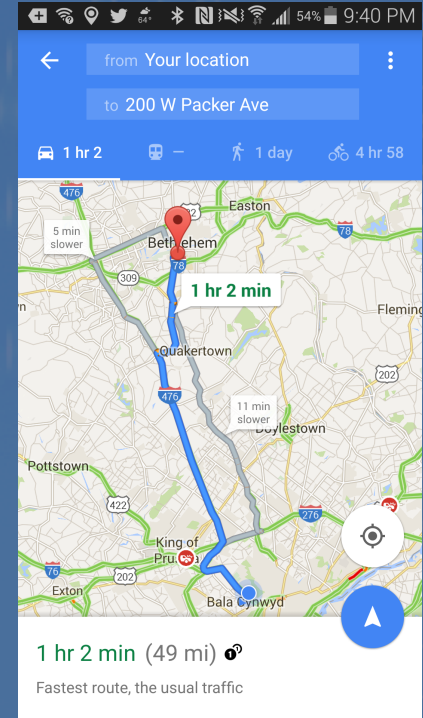 64° 54% 9:40 PM
from Your location
to 200 W Packer Ave
1 hr 2 — 1 day 4 hr 58
476
Easton
5 min
slower
Bethlehem
78
78
309
1 hr 2 min
Fleming
Quakertown
202
476
11 min
slower
Doylestown
Pottstown
422
276
King of
Prussia
76
202
Exton
Bala Cynwyd
1 hr 2 min (49 mi)
Fastest route, the usual traffic